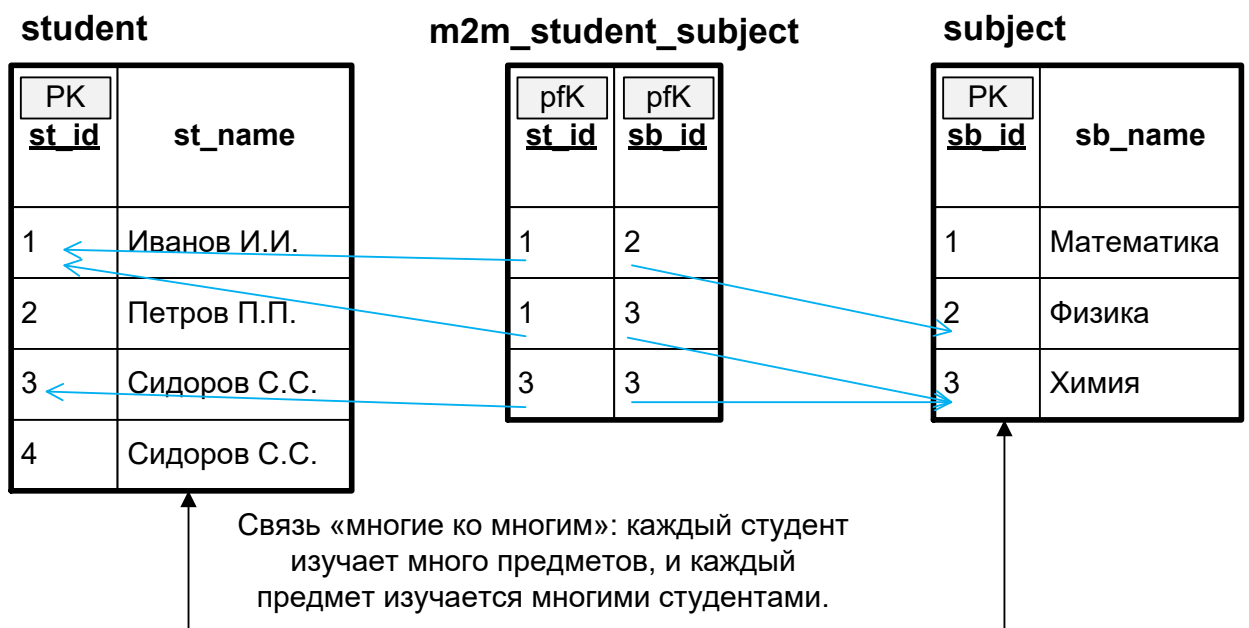 student m2m_student_subject subject
PK pfK pfK PK
st_id st_name st_id sb_id sb_id sb_name
1 Иванов И.И. 1 2 1 Математика
2 Петров П.П. 1 3 2 Физика
3 Сидоров С.С. 3 3 3 Химия
4 Сидоров С.С.
Связь «многие ко многим»: каждый студент
изучает много предметов, и каждый
предмет изучается многими студентами.